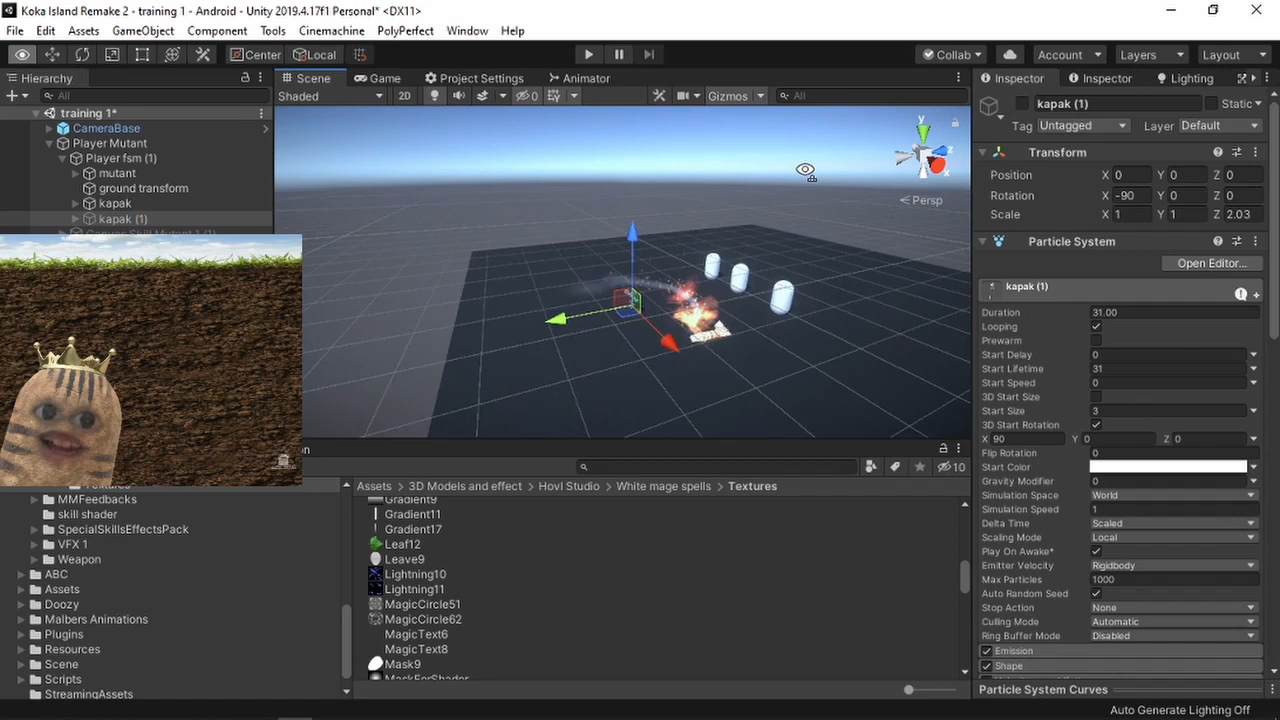 Koka Island Remake 2 - training 1 - Android - Unity 2019.4.17f1 Personal* <DX11>
File Edit Assets GameObject Component Tools Cinemachine PolyPerfect Window Help
Center Local Collab Account Layers Layout
Hierarchy Scene Game Project Settings Animator Inspector Inspector Lighting
All Shaded 2D 0 Gizmos All
training 1*
CameraBase
Player Mutant
Player fsm (1)
mutant
ground transform
kapak
kapak (1)
Canvas Skill Mutant 1 (1)
y
z
x
Persp
kapak (1) Static
Tag Untagged Layer Default
Transform
Position X 0 Y 0 Z 0
Rotation X -90 Y 0 Z 0
Scale X 1 Y 1 Z 2.03
Particle System
Open Editor...
kapak (1)
Duration 31.00
Looping
Prewarm
Start Delay 0
Start Lifetime 31
Start Speed 0
3D Start Size
Start Size 3
3D Start Rotation
X 90 Y 0 Z 0
Flip Rotation 0
Start Color
Gravity Modifier 0
Simulation Space World
Simulation Speed 1
Delta Time Scaled
Scaling Mode Local
Play On Awake*
Emitter Velocity Rigidbody
Max Particles 1000
Auto Random Seed
Stop Action None
Culling Mode Automatic
Ring Buffer Mode Disabled
Emission
Shape
Particle System Curves
Auto Generate Lighting Off
10
Textures
MMFeedbacks
skill shader
SpecialSkillsEffectsPack
VFX 1
Weapon
ABC
Assets
Doozy
Malbers Animations
Plugins
Resources
Scene
Scripts
StreamingAssets
Assets 3D Models and effect Hovl Studio White mage spells Textures
Gradient9
Gradient11
Gradient17
Leaf12
Leave9
Lightning10
Lightning11
MagicCircle51
MagicCircle62
MagicText6
MagicText8
Mask9
MaskForShader